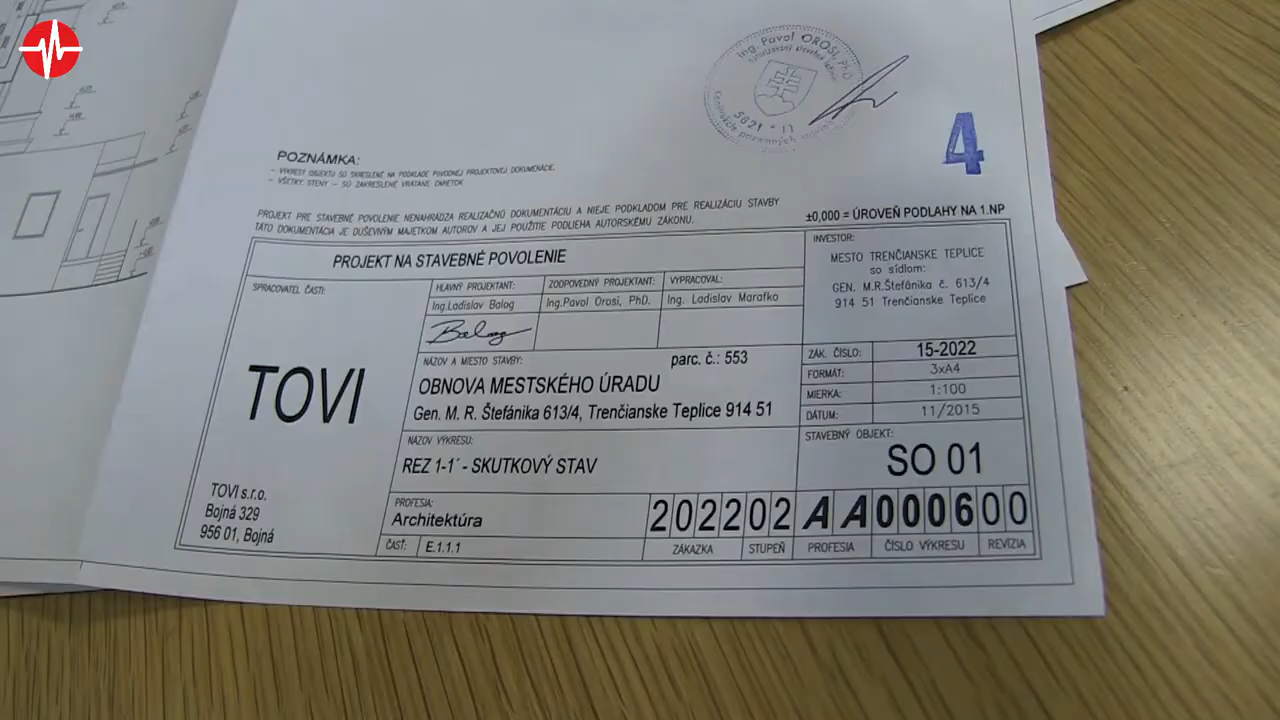 Ing. Pavol OROSI, PhD.
5821 * 11
4
POZNÁMKA:
- VÝKRESY OBJEKTU SÚ SKRESLENÉ NA PODKLADE PÔVODNEJ PROJEKTOVEJ DOKUMENÁCIE.
- VŠETKY STENY - SÚ ZAKRESLENÉ VRÁTANE OMIETOK
PROJEKT PRE STAVEBNÉ POVOLENIE NENAHRÁDZA REALIZAČNÚ DOKUMENTÁCIU A NIEJE PODKLADOM PRE REALIZÁCIU STAVBY
TÁTO DOKUMENTÁCIA JE DUŠEVNÝM MAJETKOM AUTOROV A JEJ POUŽITIE PODLIEHA AUTORSKÉMU ZÁKONU.
±0,000 = ÚROVEŇ PODLAHY NA 1.NP
PROJEKT NA STAVEBNÉ POVOLENIE
INVESTOR:
MESTO TRENČIANSKE TEPLICE
so sídlom:
GEN. M.R.Štefánika č. 613/4
914 51 Trenčianske Teplice
SPRACOVATEĽ ČASTI:
HLAVNÝ PROJEKTANT:
ZODPOVEDNÝ PROJEKTANT:
VYPRACOVAL:
Ing.Ladislav Balog
Ing.Pavol Orosi, PhD.
Ing. Ladislav Marafko
Balog
TOVI
NÁZOV A MIESTO STAVBY:
parc. č.: 553
OBNOVA MESTSKÉHO ÚRADU
Gen. M. R. Štefánika 613/4, Trenčianske Teplice 914 51
ZÁK. ČÍSLO: 15-2022
FORMÁT: 3xA4
MIERKA: 1:100
DÁTUM: 11/2015
NÁZOV VÝKRESU:
REZ 1-1´ - SKUTKOVÝ STAV
STAVEBNÝ OBJEKT:
SO 01
TOVI s.r.o.
Bojná 329
956 01, Bojná
PROFESIA:
Architektúra
202202AA000600
ČASŤ: E.1.1.1
ZÁKAZKA STUPEŇ PROFESIA ČÍSLO VÝKRESU REVÍZIA